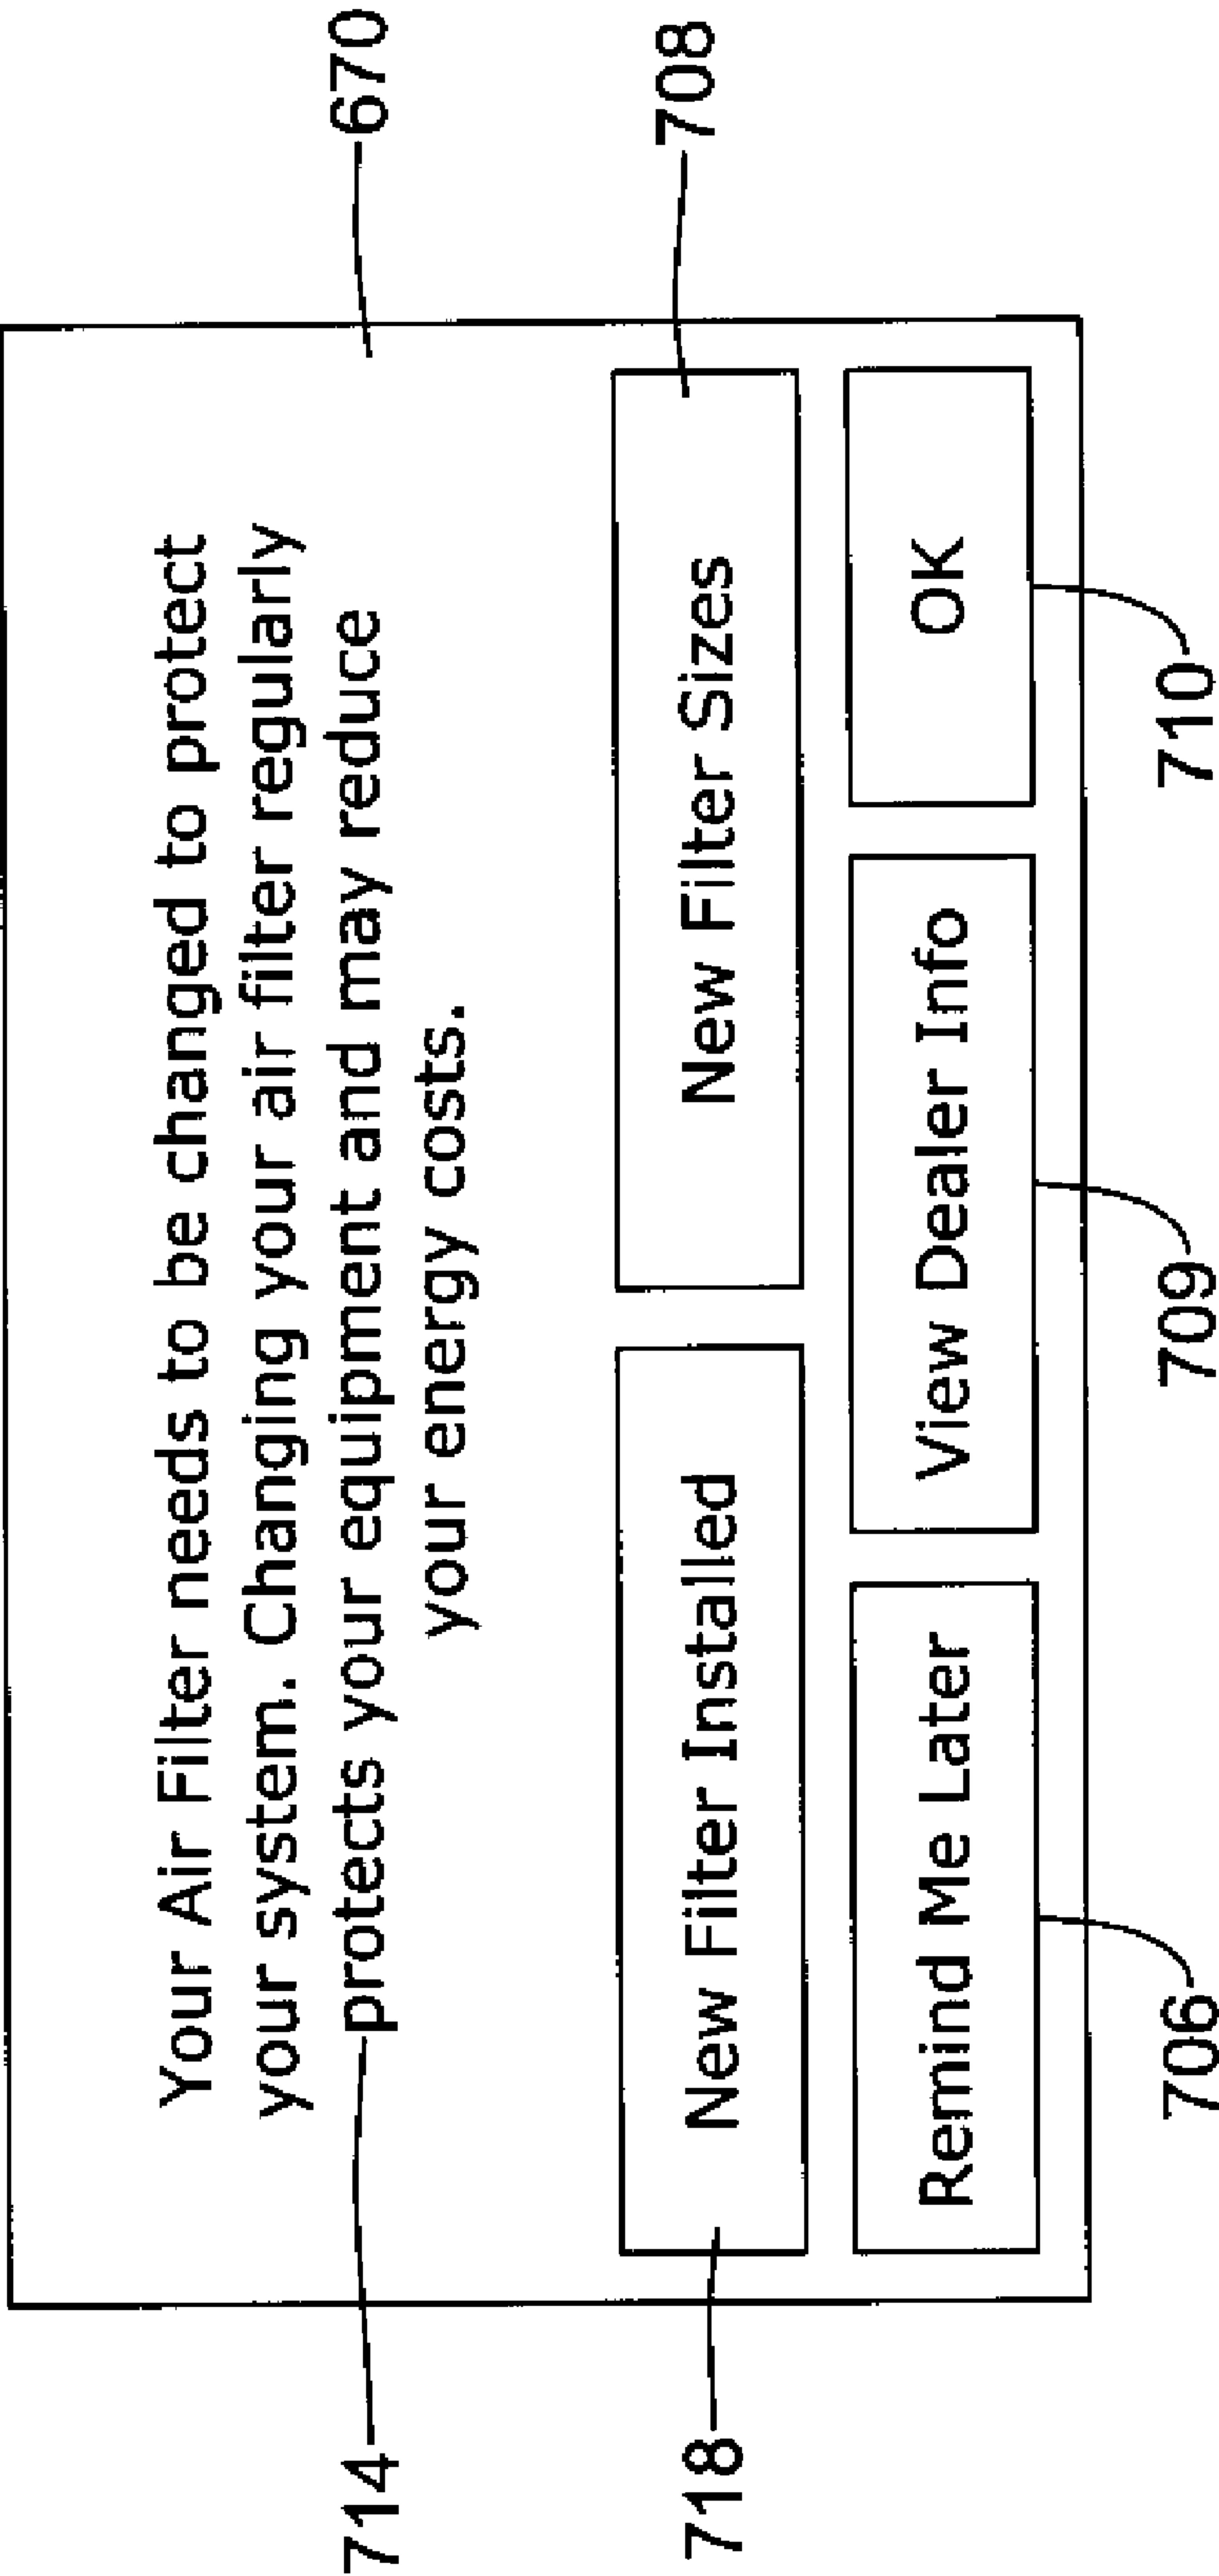 Your Air Filter needs to be changed to protect
your system. Changing your air filter regularly
protects your equipment and may reduce
your energy costs.
714
670
New Filter Installed
New Filter Sizes
718
708
Remind Me Later
View Dealer Info
OK
706
709
710